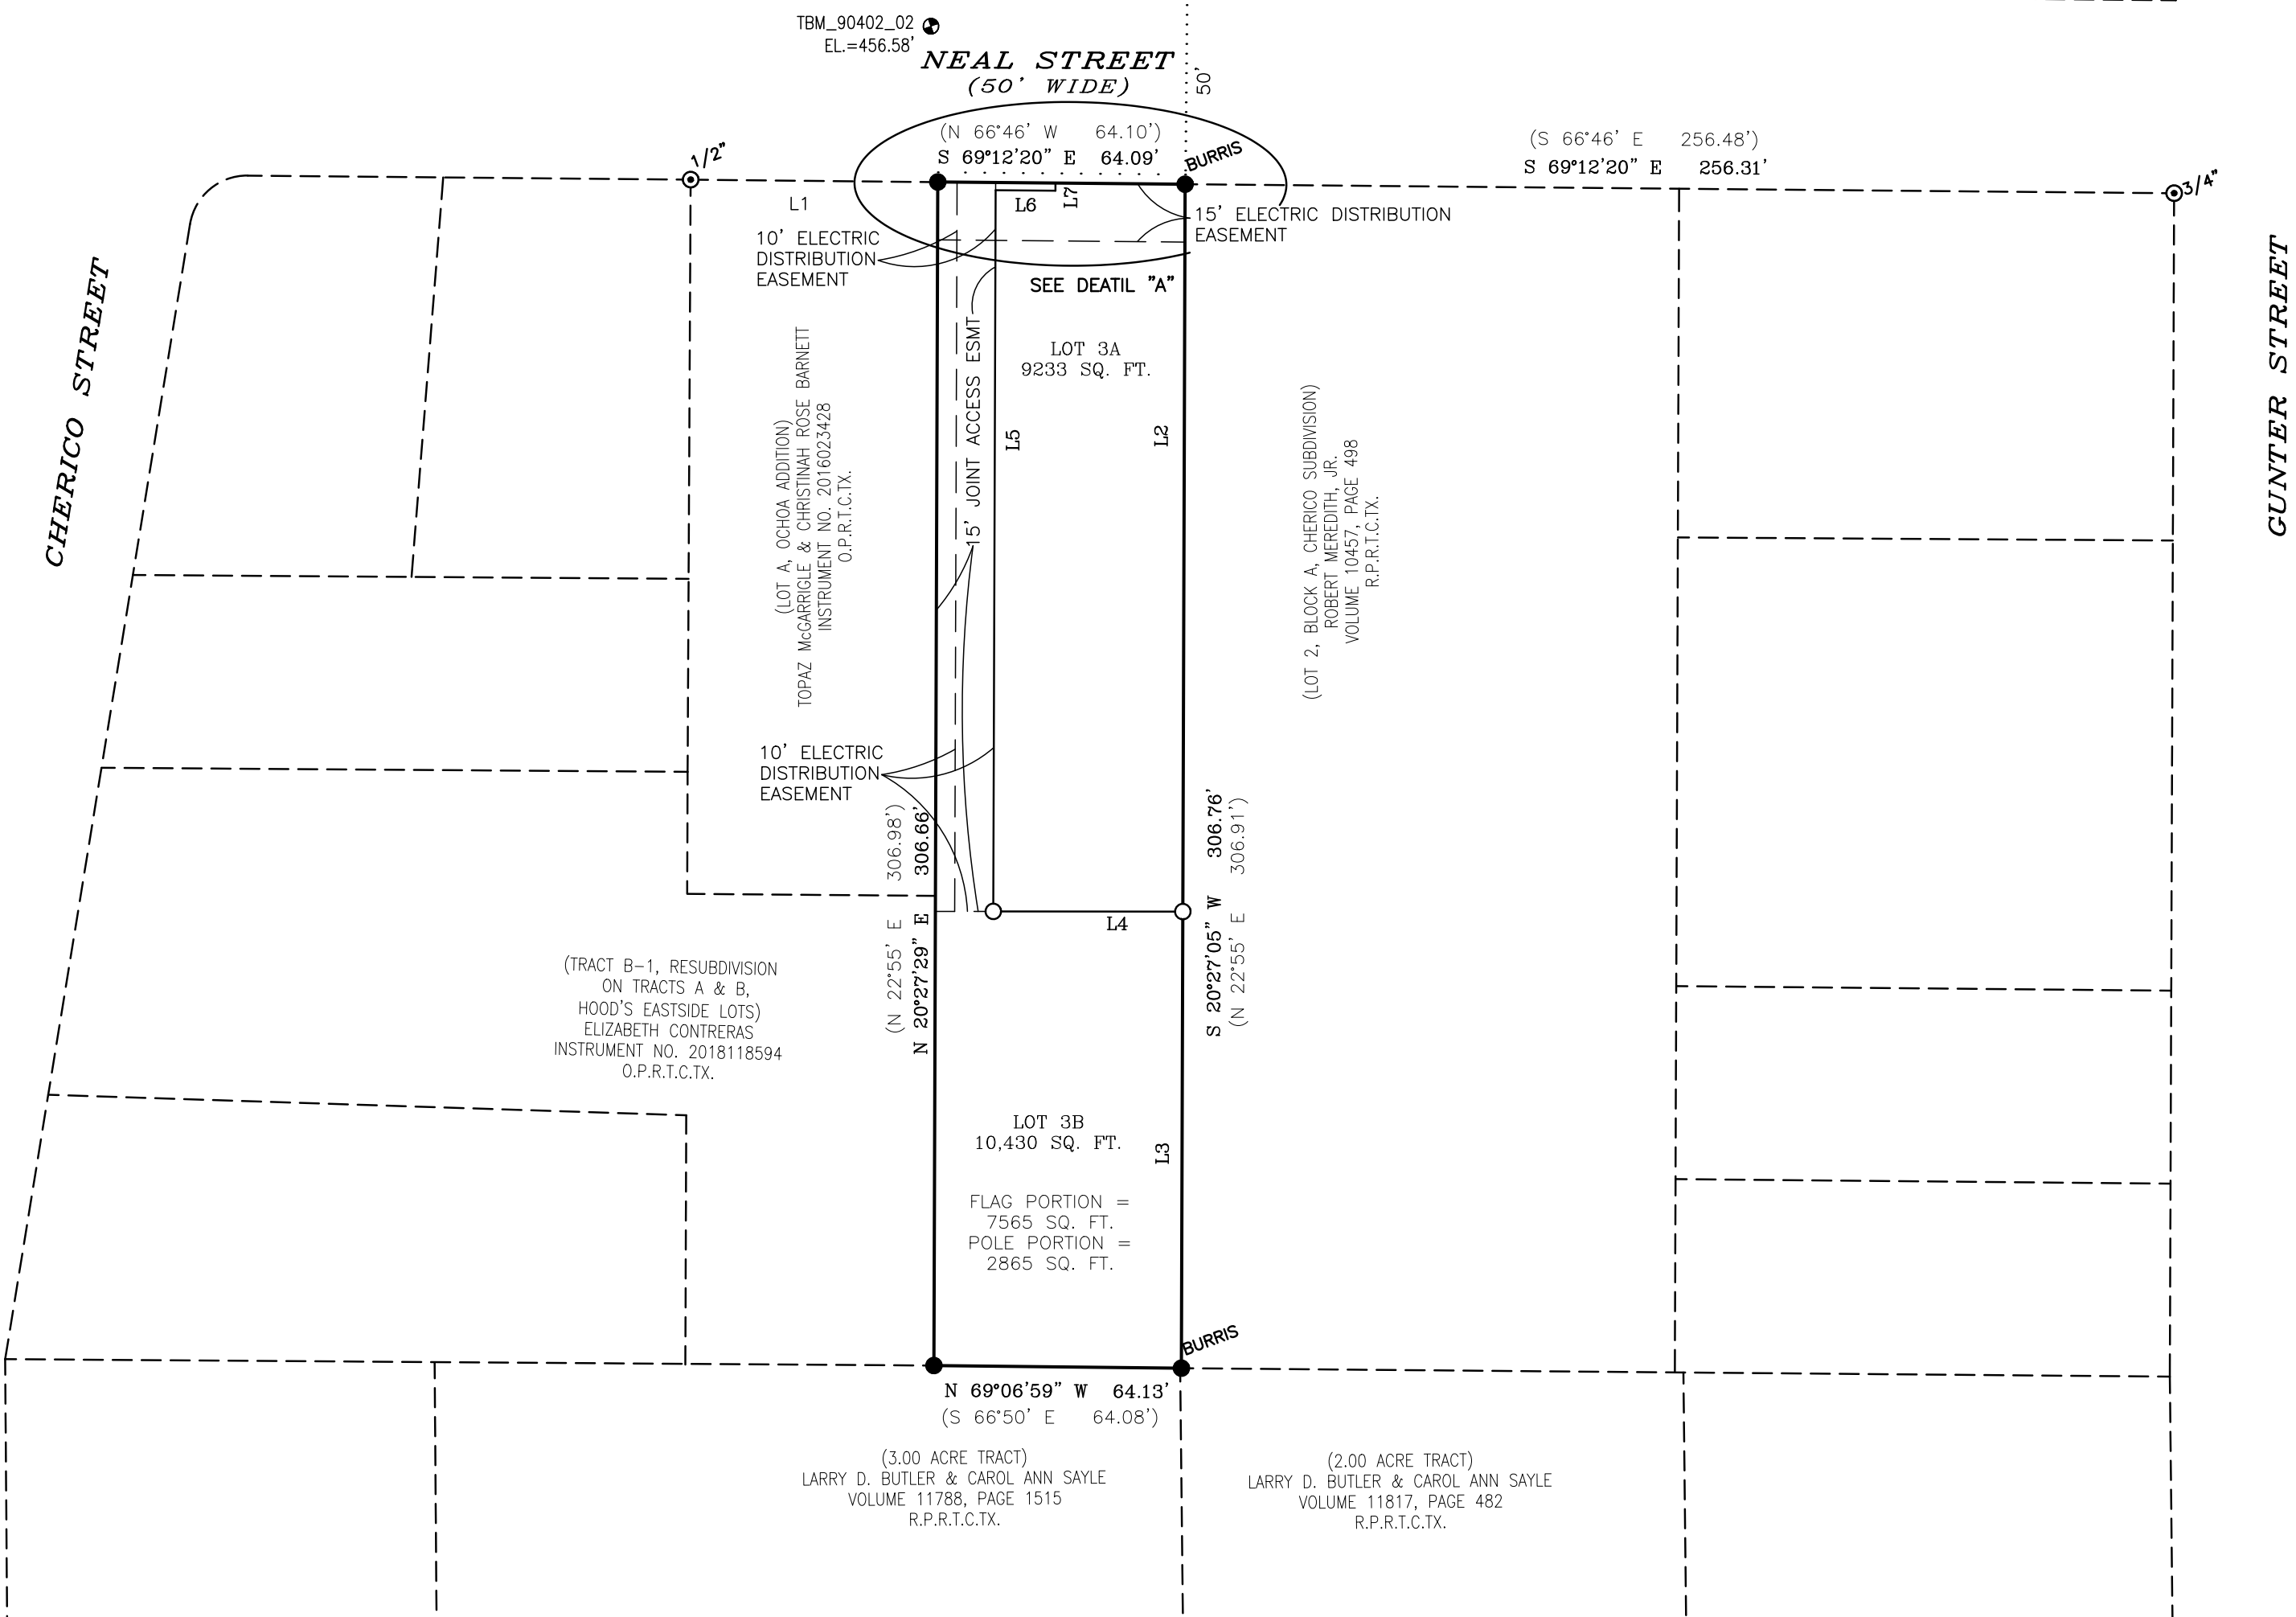 TBM_90402_02
EL.=456.58'
NEAL STREET
(50' WIDE)
50'
(N 66°46' W 64.10')
S 69°12'20" E 64.09'
1/2"
BURRIS
(S 66°46' E 256.48')
S 69°12'20" E 256.31'
3/4"
L1
L6
L7
10' ELECTRIC
DISTRIBUTION
EASEMENT
15' ELECTRIC DISTRIBUTION
EASEMENT
SEE DEATIL "A"
CHERICO STREET
GUNTER STREET
(LOT A, OCHOA ADDITION)
TOPAZ McGARRIGLE & CHRISTINAH ROSE BARNETT
INSTRUMENT NO. 2016023428
O.P.R.T.C.TX.
15' JOINT ACCESS ESMT
LOT 3A
9233 SQ. FT.
L5
L2
(LOT 2, BLOCK A, CHERICO SUBDIVISION)
ROBERT MEREDITH, JR.
VOLUME 10457, PAGE 498
R.P.R.T.C.TX.
10' ELECTRIC
DISTRIBUTION
EASEMENT
(N 22°55' E 306.98')
N 20°27'29" E 306.66'
S 20°27'05" W 306.76'
(N 22°55' E 306.91')
L4
(TRACT B-1, RESUBDIVISION
ON TRACTS A & B,
HOOD'S EASTSIDE LOTS)
ELIZABETH CONTRERAS
INSTRUMENT NO. 2018118594
O.P.R.T.C.TX.
LOT 3B
10,430 SQ. FT.
L3
FLAG PORTION =
7565 SQ. FT.
POLE PORTION =
2865 SQ. FT.
BURRIS
N 69°06'59" W 64.13'
(S 66°50' E 64.08')
(3.00 ACRE TRACT)
LARRY D. BUTLER & CAROL ANN SAYLE
VOLUME 11788, PAGE 1515
R.P.R.T.C.TX.
(2.00 ACRE TRACT)
LARRY D. BUTLER & CAROL ANN SAYLE
VOLUME 11817, PAGE 482
R.P.R.T.C.TX.